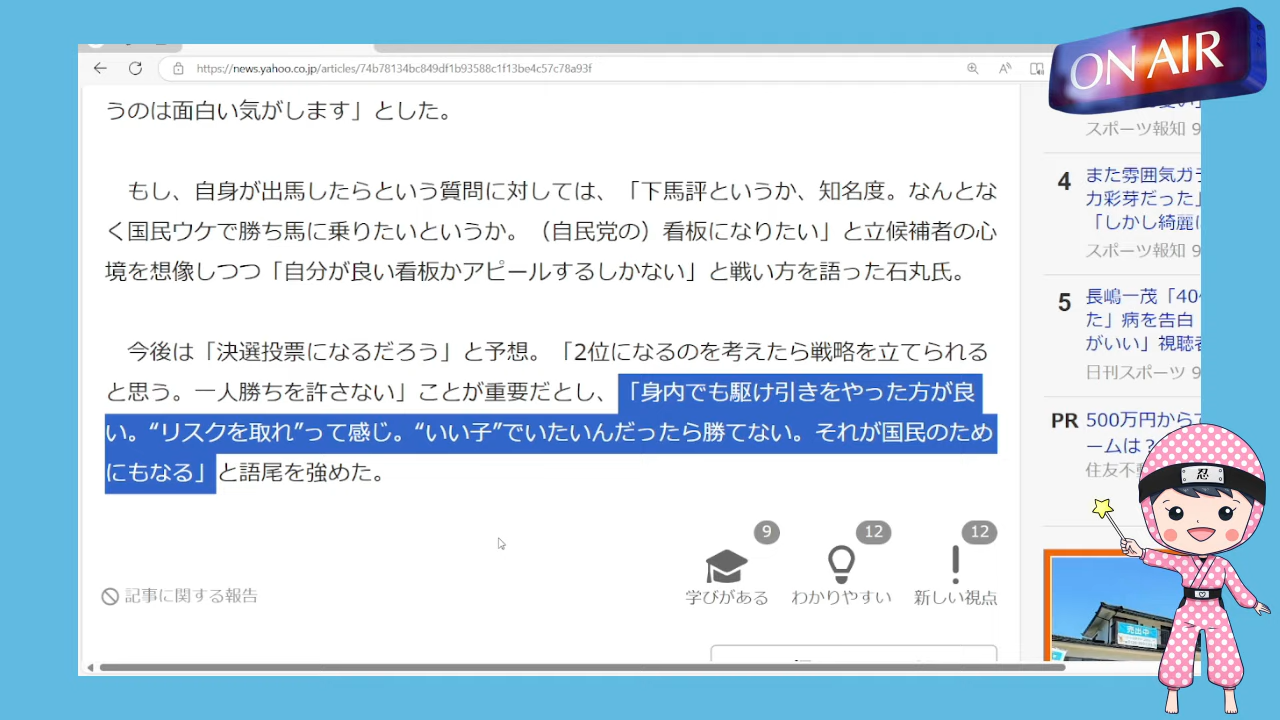 https://news.yahoo.co.jp/articles/74b78134bc849df1b93588c1f13be4c57c78a93f
ON AIR
うのは面白い気がします」とした。
もし、自身が出馬したらという質問に対しては、「下馬評というか、知名度。なんとな
く国民ウケで勝ち馬に乗りたいというか。（自民党の）看板になりたい」と立候補者の心
境を想像しつつ「自分が良い看板かアピールするしかない」と戦い方を語った石丸氏。
今後は「決選投票になるだろう」と予想。「2位になるのを考えたら戦略を立てられる
と思う。一人勝ちを許さない」ことが重要だとし、「身内でも駆け引きをやった方が良
い。“リスクを取れ”って感じ。“いい子”でいたいんだったら勝てない。それが国民のため
にもなる」と語尾を強めた。
9
12
12
学びがある
わかりやすい
新しい視点
記事に関する報告
スポーツ報知 9
4
また雰囲気ガラ
力彩芽だった」
「しかし綺麗に
スポーツ報知 9
5
長嶋一茂「40
た」病を告白
がいい」視聴者
日刊スポーツ 9
PR
500万円から
ームは？
住友不
忍
売出中